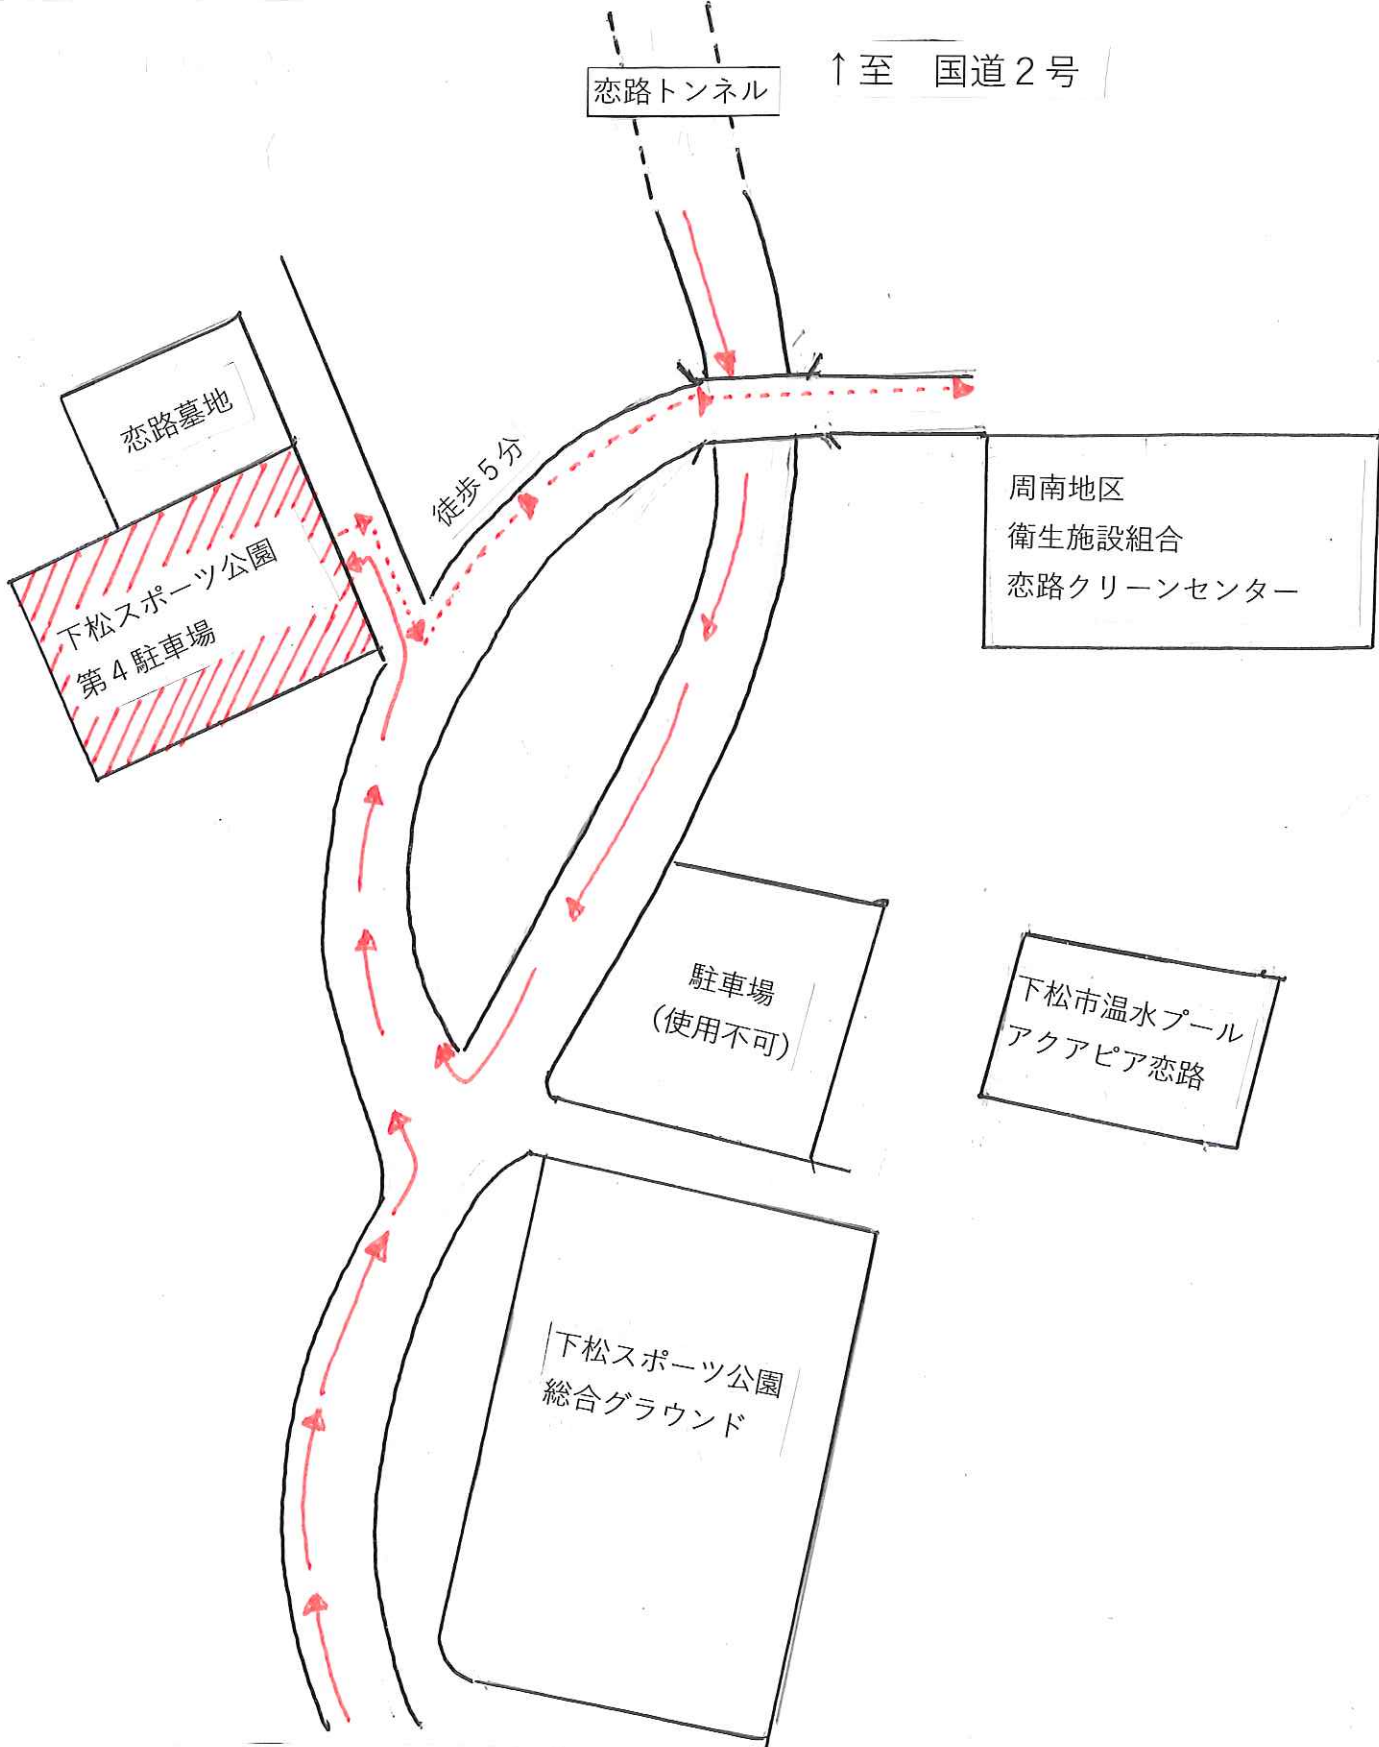 恋路トンネル
↑至　国道２号
恋路墓地
徒歩５分
下松スポーツ公園
第４駐車場
周南地区
衛生施設組合
恋路クリーンセンター
駐車場
（使用不可）
下松市温水プール
アクアピア恋路
下松スポーツ公園
総合グラウンド